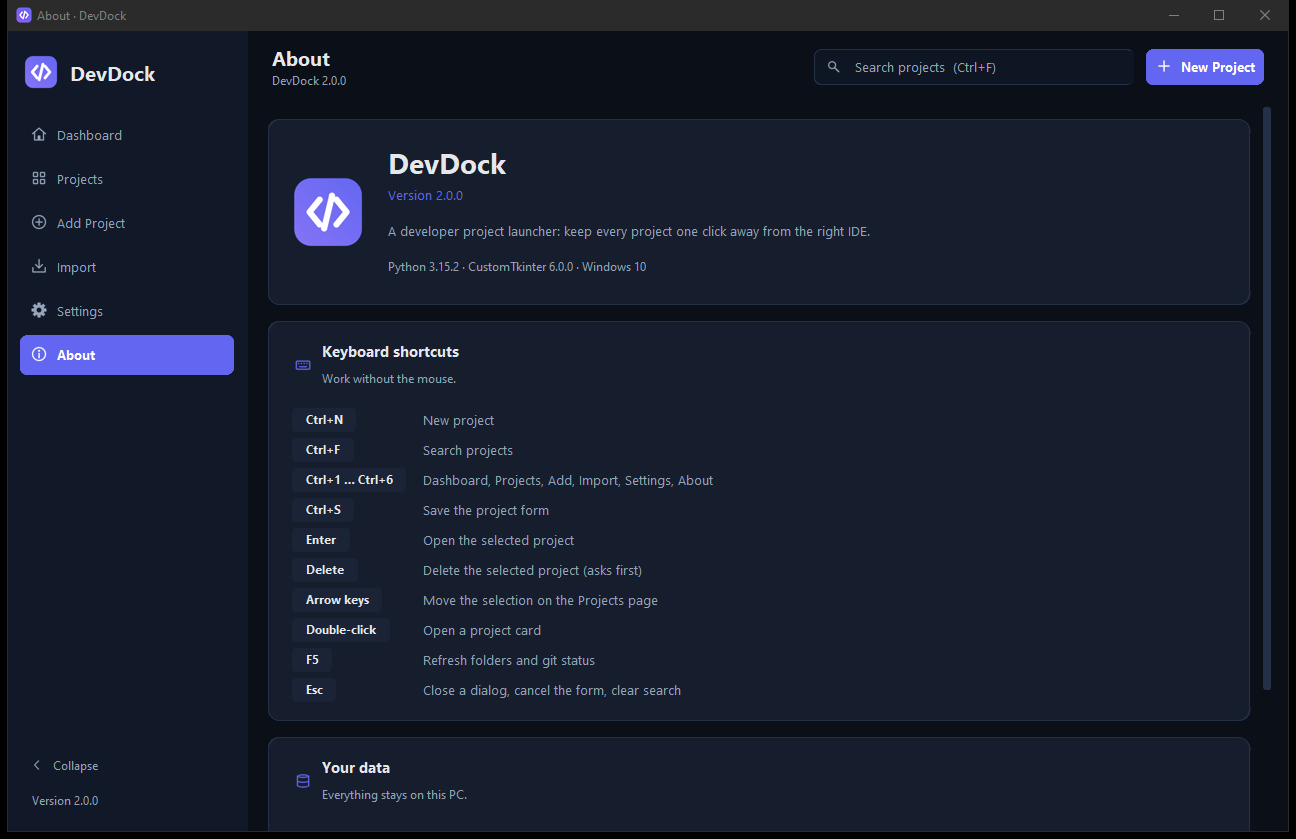 About · DevDock
DevDock
Dashboard
Projects
Add Project
Import
Settings
About
Collapse
Version 2.0.0
About
DevDock 2.0.0
Search projects (Ctrl+F)
New Project
DevDock
Version 2.0.0
A developer project launcher: keep every project one click away from the right IDE.
Python 3.15.2 · CustomTkinter 6.0.0 · Windows 10
Keyboard shortcuts
Work without the mouse.
Ctrl+N New project
Ctrl+F Search projects
Ctrl+1 ... Ctrl+6 Dashboard, Projects, Add, Import, Settings, About
Ctrl+S Save the project form
Enter Open the selected project
Delete Delete the selected project (asks first)
Arrow keys Move the selection on the Projects page
Double-click Open a project card
F5 Refresh folders and git status
Esc Close a dialog, cancel the form, clear search
Your data
Everything stays on this PC.